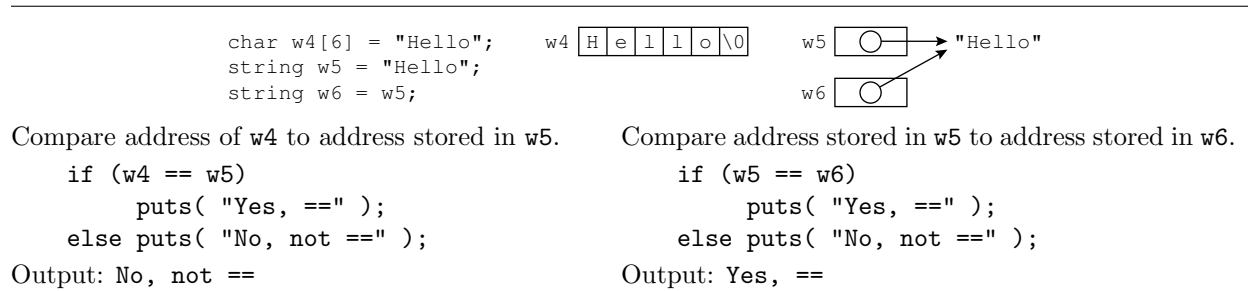 char w4[6] = "Hello"; w4 H e l l o \0 w5 "Hello"
string w5 = "Hello";
string w6 = w5; w6
Compare address of w4 to address stored in w5.
if (w4 == w5)
puts( "Yes, ==" );
else puts( "No, not ==" );
Output: No, not ==
Compare address stored in w5 to address stored in w6.
if (w5 == w6)
puts( "Yes, ==" );
else puts( "No, not ==" );
Output: Yes, ==